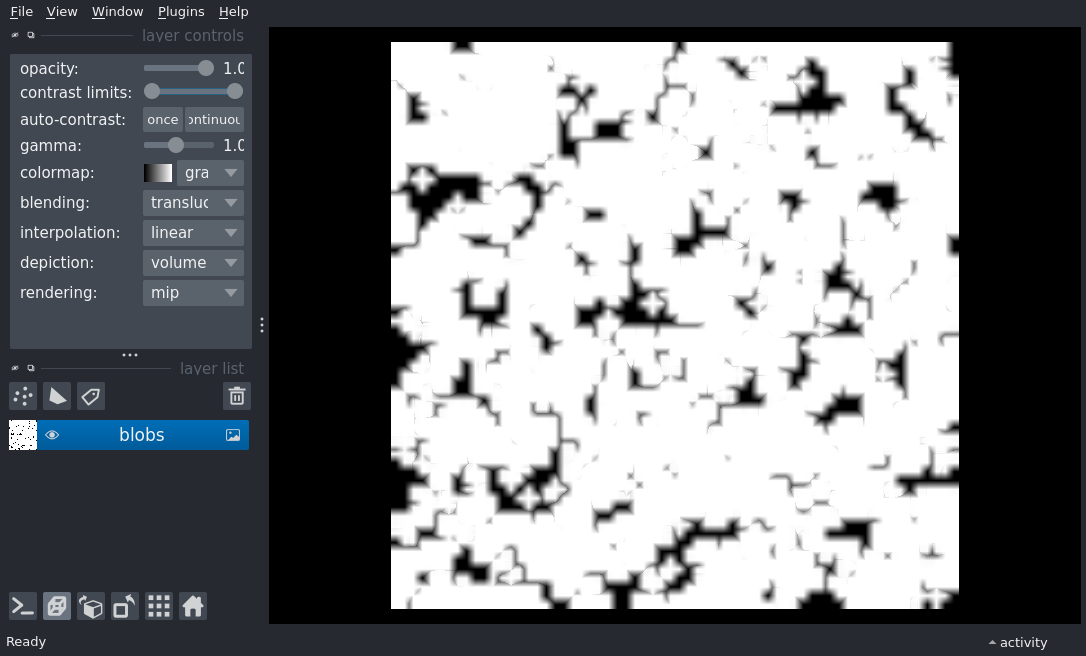 File View Window Plugins Help
layer controls
opacity: 1.0
contrast limits:
auto-contrast: once ontinuou
gamma: 1.0
colormap: gra
blending: transluc
interpolation: linear
depiction: volume
rendering: mip
layer list
blobs
Ready
activity